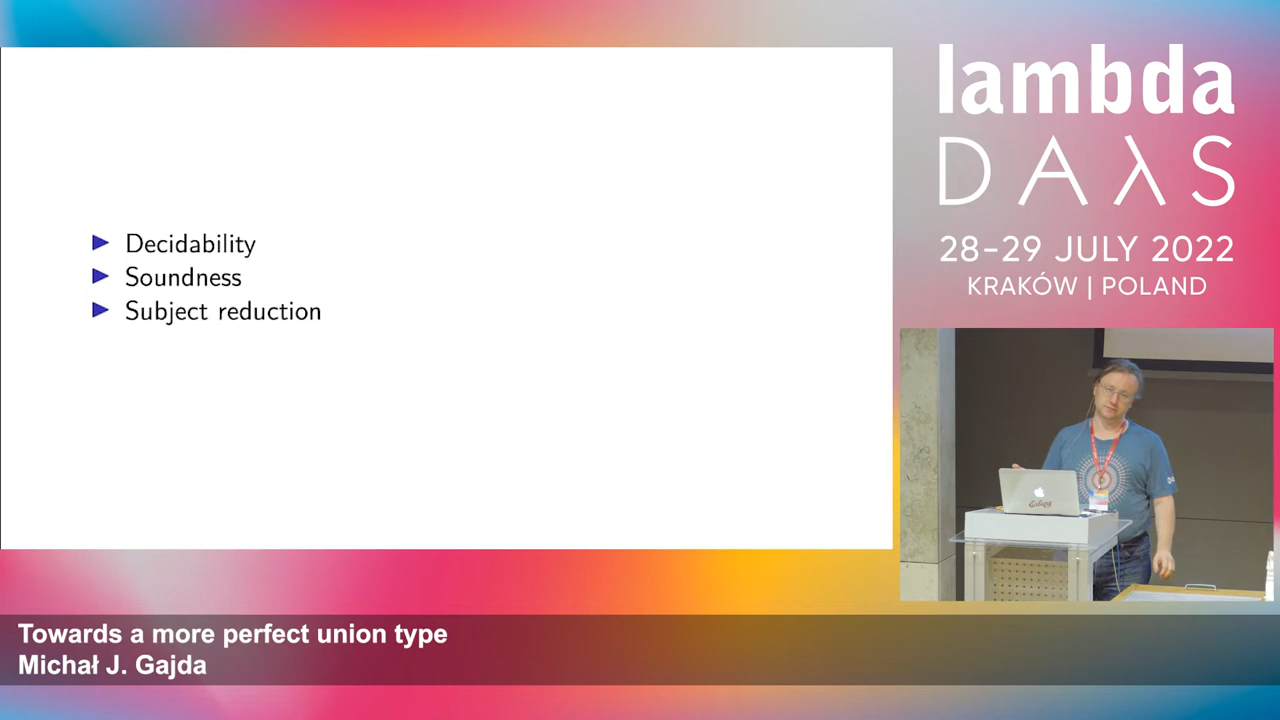 Decidability
Soundness
Subject reduction
lambda
DAλS
28–29 JULY 2022
KRAKÓW | POLAND
Towards a more perfect union type
Michał J. Gajda